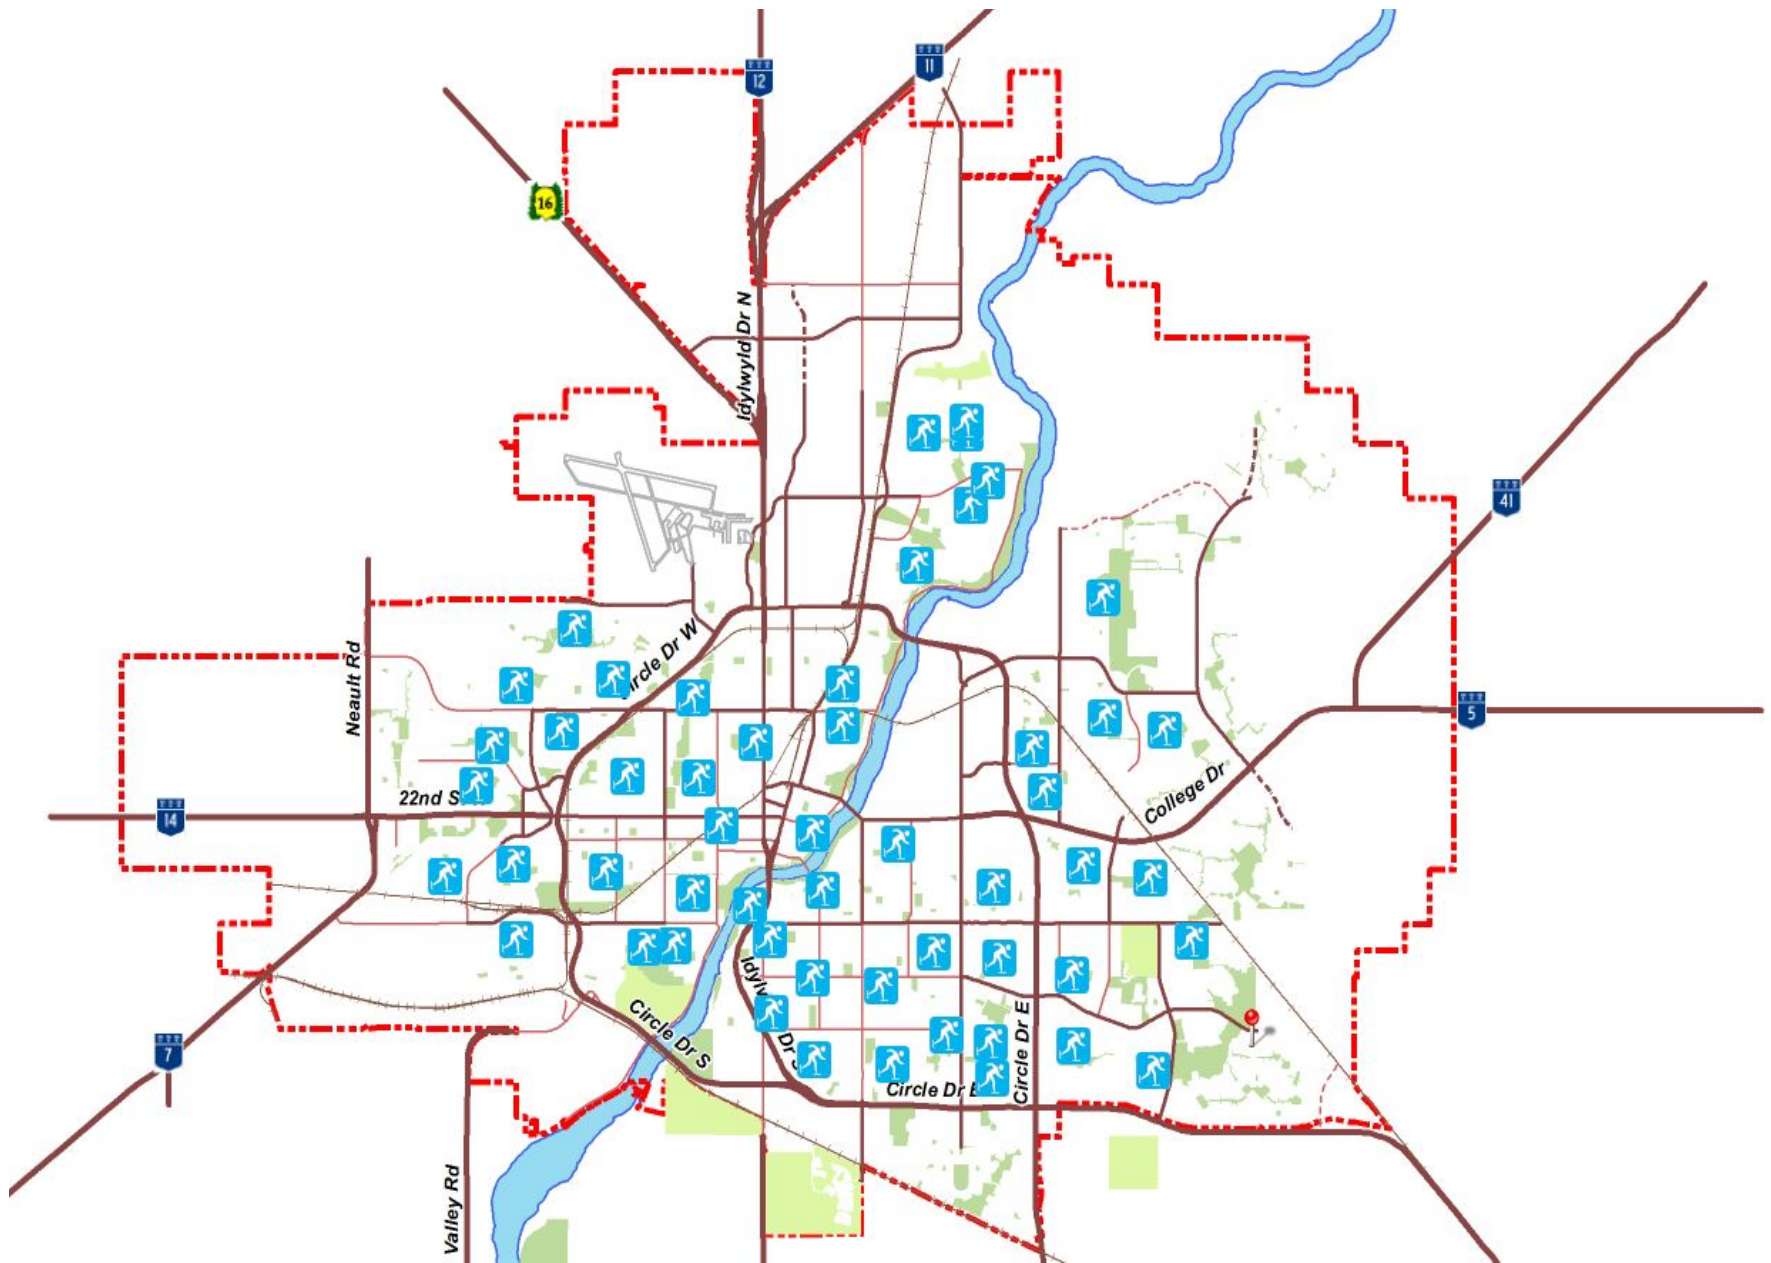 11
12
16
Idylwyld Dr N
41
Circle Dr W
Neault Rd
5
22nd St W
College Dr
14
Idylwyld Dr S
Circle Dr S
Circle Dr E
7
Circle Dr E
Valley Rd